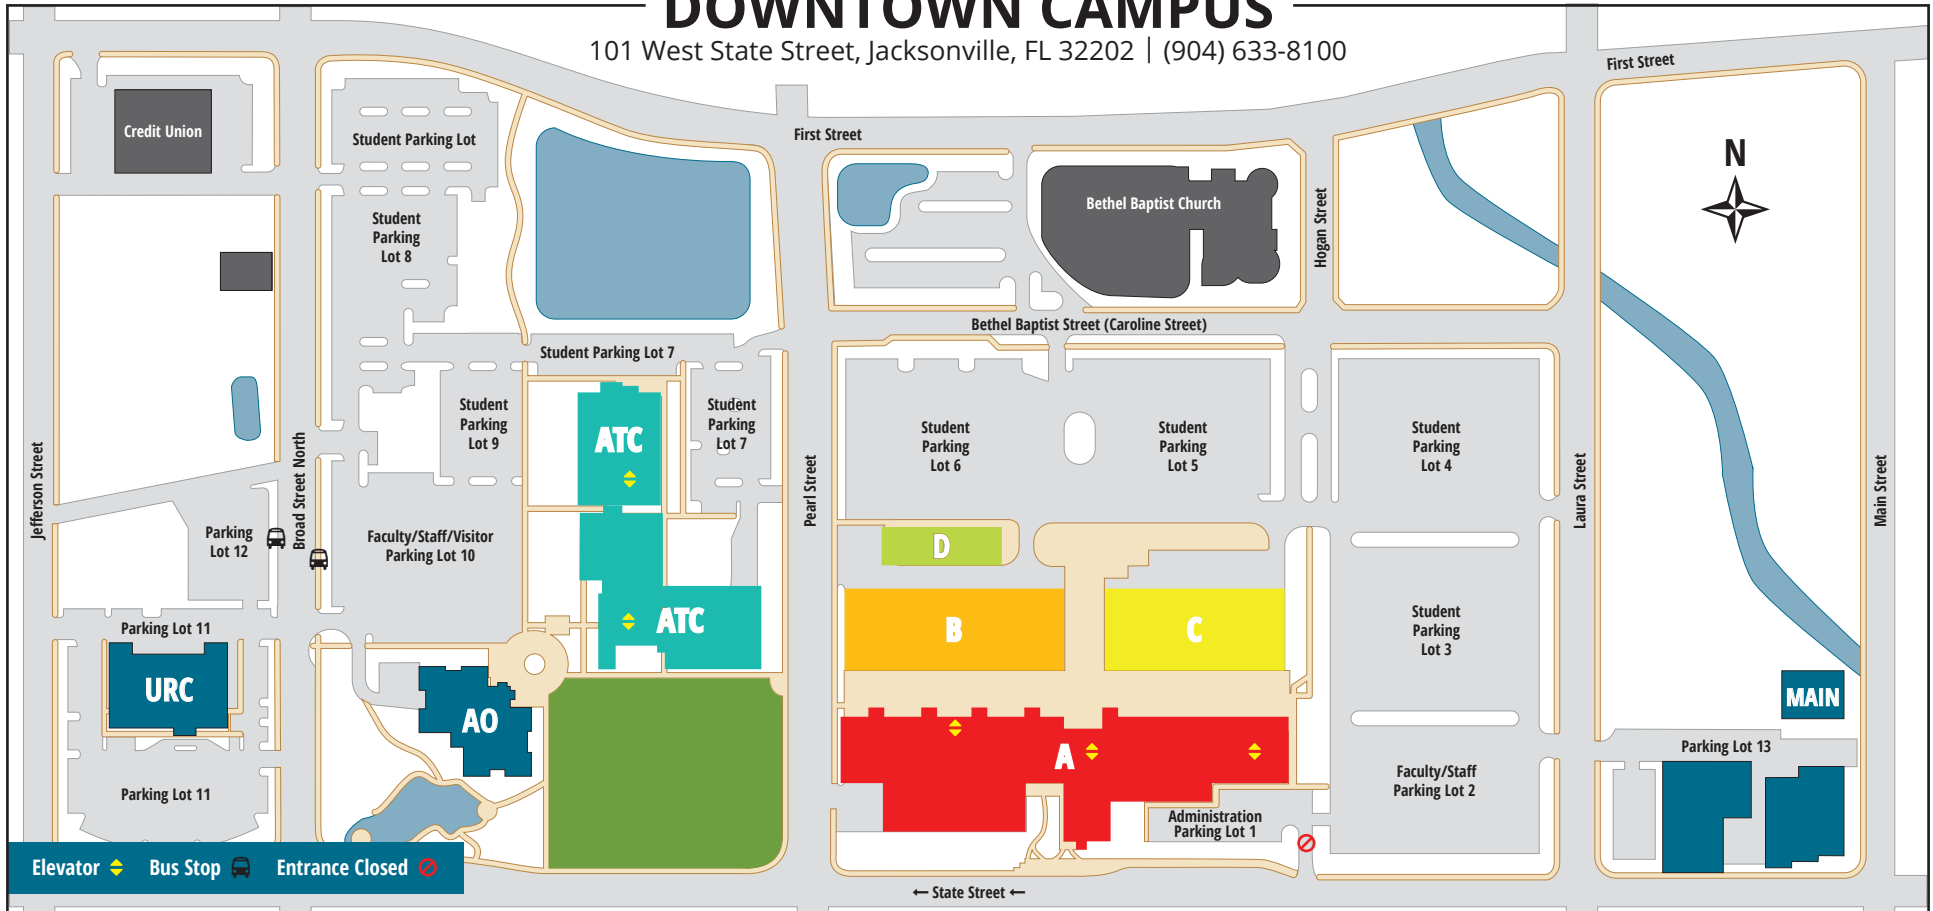 DOWNTOWN CAMPUS
101 West State Street, Jacksonville, FL 32202 | (904) 633-8100
First Street
First Street
Credit Union
Student Parking Lot
N
Bethel Baptist Church
Student
Parking
Lot 8
Hogan Street
Bethel Baptist Street (Caroline Street)
Student Parking Lot 7
Student
Parking
Lot 9
ATC
Student
Parking
Lot 7
Student
Parking
Lot 6
Student
Parking
Lot 5
Student
Parking
Lot 4
Jefferson Street
Broad Street North
Pearl Street
Laura Street
Main Street
Parking
Lot 12
Faculty/Staff/Visitor
Parking Lot 10
D
Parking Lot 11
ATC
B
C
Student
Parking
Lot 3
URC
AO
MAIN
A
Parking Lot 13
Parking Lot 11
Faculty/Staff
Parking Lot 2
Administration
Parking Lot 1
Elevator
Bus Stop
Entrance Closed
← State Street ←